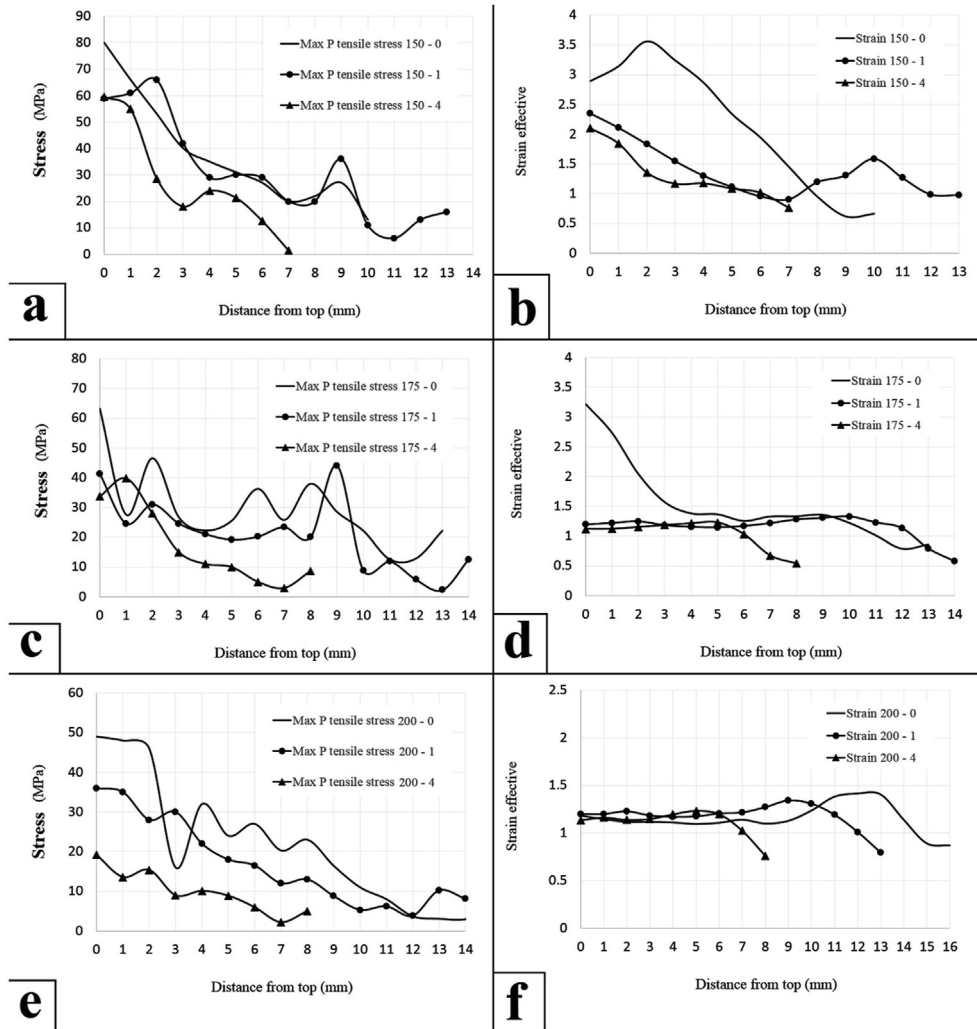 90
80
70
60
50
40
30
20
10
0
Stress (MPa)
Max P tensile stress 150 - 0
Max P tensile stress 150 - 1
Max P tensile stress 150 - 4
0 1 2 3 4 5 6 7 8 9 10 11 12 13 14
Distance from top (mm)
a
4
3.5
3
2.5
2
1.5
1
0.5
0
Strain effective
Strain 150 - 0
Strain 150 - 1
Strain 150 - 4
0 1 2 3 4 5 6 7 8 9 10 11 12 13
Distance from top (mm)
b
80
70
60
50
40
30
20
10
0
Stress (MPa)
Max P tensile stress 175 - 0
Max P tensile stress 175 - 1
Max P tensile stress 175 - 4
0 1 2 3 4 5 6 7 8 9 10 11 12 13 14
Distance from top (mm)
c
4
3.5
3
2.5
2
1.5
1
0.5
0
Strain effective
Strain 175 - 0
Strain 175 - 1
Strain 175 - 4
0 1 2 3 4 5 6 7 8 9 10 11 12 13 14
Distance from top (mm)
d
60
50
40
30
20
10
0
Stress (MPa)
Max P tensile stress 200 - 0
Max P tensile stress 200 - 1
Max P tensile stress 200 - 4
0 1 2 3 4 5 6 7 8 9 10 11 12 13 14
Distance from top (mm)
e
2.5
2
1.5
1
0.5
0
Strain effective
Strain 200 - 0
Strain 200 - 1
Strain 200 - 4
0 1 2 3 4 5 6 7 8 9 10 11 12 13 14 15 16
Distance from top (mm)
f